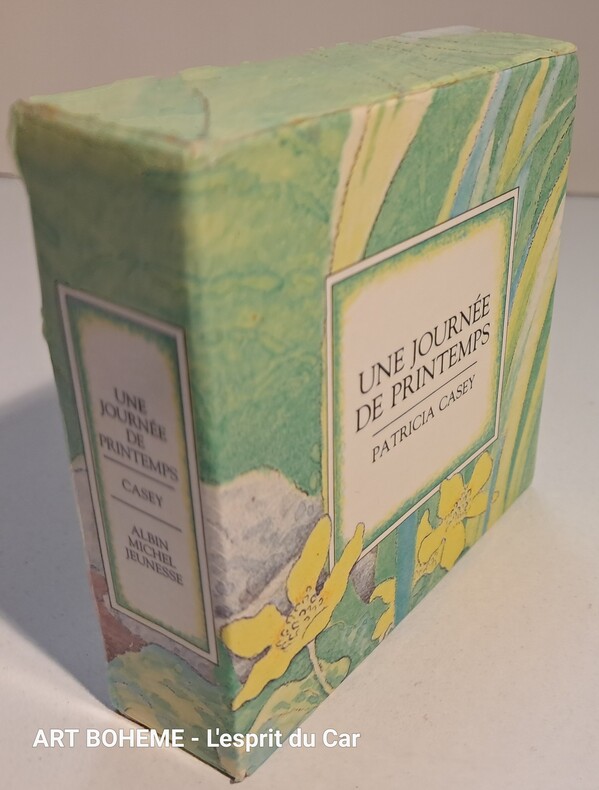 UNE
JOURNÉE
DE
PRINTEMPS
CASEY
ALBIN
MICHEL
JEUNESSE
UNE JOURNÉE
DE PRINTEMPS
PATRICIA CASEY
ART BOHEME - L'esprit du Car